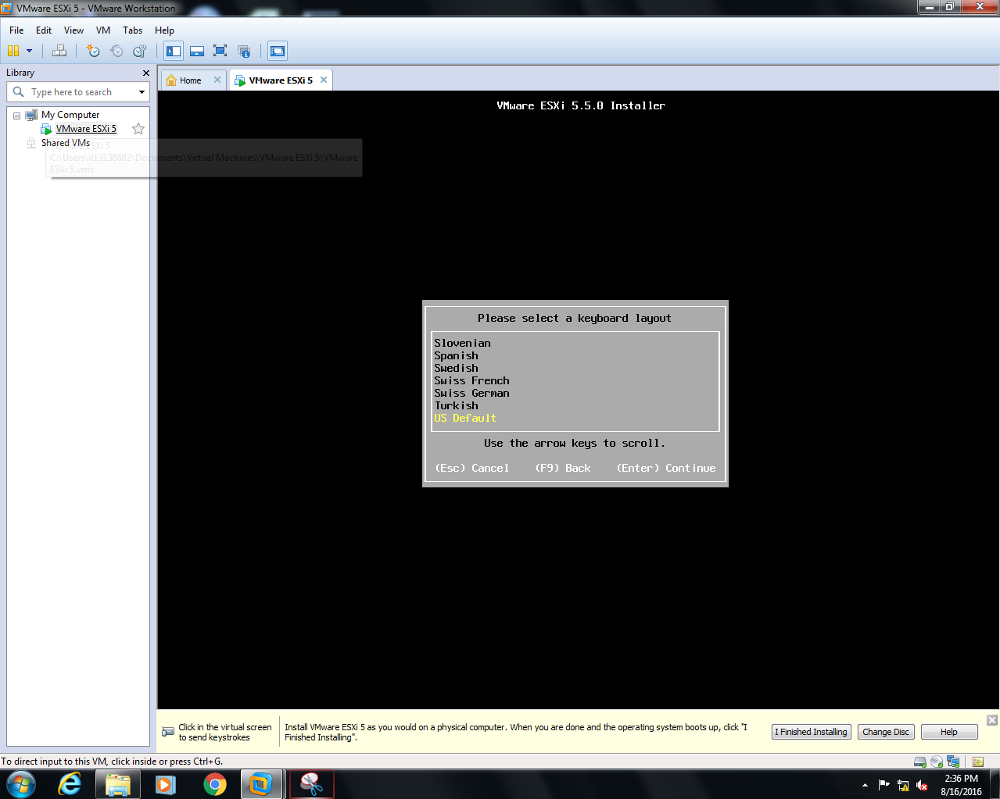 VMware ESXi 5 - VMware Workstation
File Edit View VM Tabs Help
Library
Type here to search
My Computer
VMware ESXi 5
Shared VMs
ESXi 5
C:\Users\it13138882\Documents\Virtual Machines\VMware ESXi 5\VMware
ESXi 5.vmx
Home
VMware ESXi 5
VMware ESXi 5.5.0 Installer
Please select a keyboard layout
Slovenian
Spanish
Swedish
Swiss French
Swiss German
Turkish
US Default
Use the arrow keys to scroll.
(Esc) Cancel (F9) Back (Enter) Continue
Click in the virtual screen
to send keystrokes
Install VMware ESXi 5 as you would on a physical computer. When you are done and the operating system boots up, click "I
Finished Installing".
I Finished Installing
Change Disc
Help
To direct input to this VM, click inside or press Ctrl+G.
2:36 PM
8/16/2016